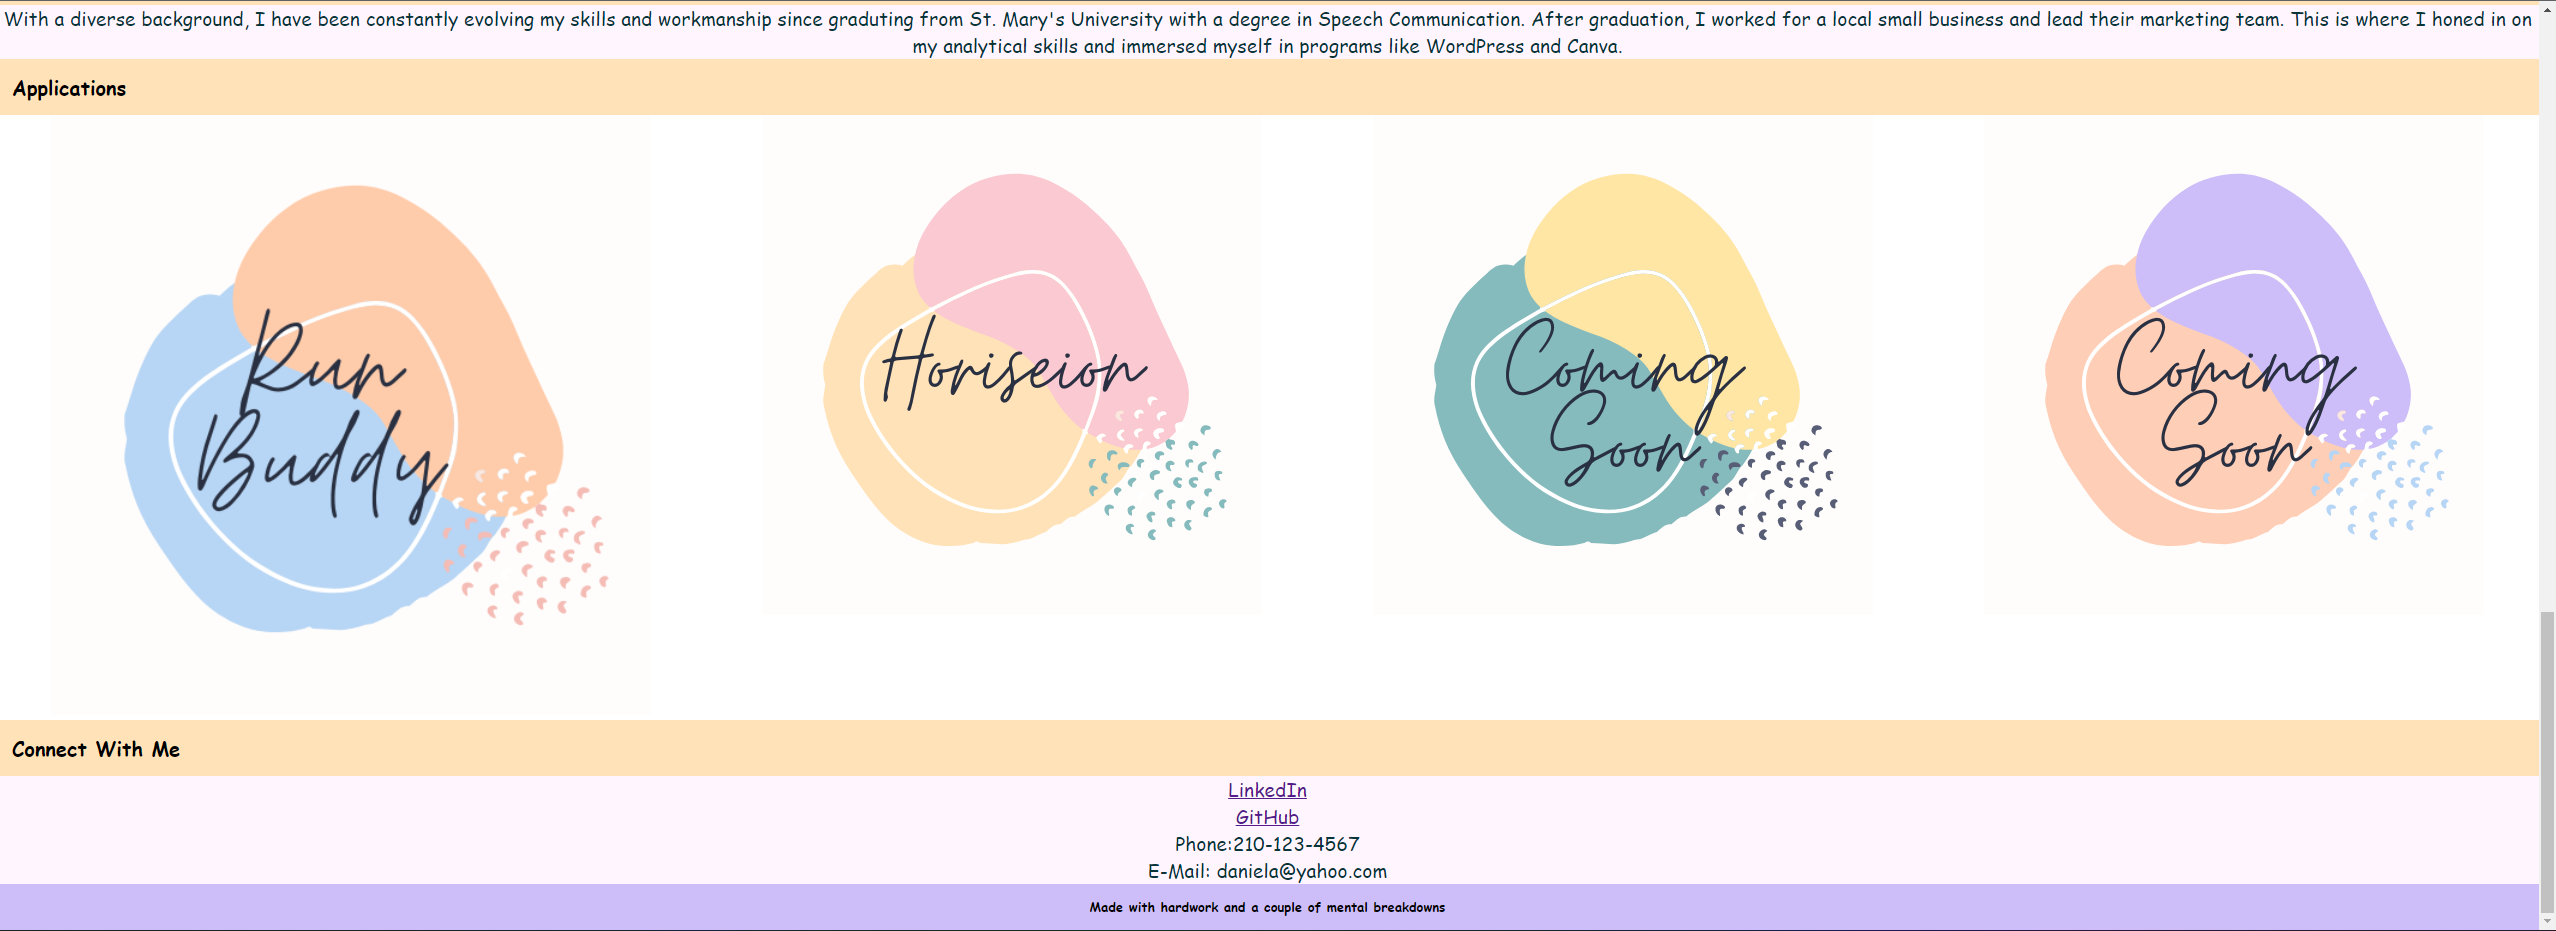 With a diverse background, I have been constantly evolving my skills and workmanship since graduting from St. Mary's University with a degree in Speech Communication. After graduation, I worked for a local small business and lead their marketing team. This is where I honed in on
my analytical skills and immersed myself in programs like WordPress and Canva.
Applications
Run
Buddy
Horiseion
Coming
Soon
Coming
Soon
Connect With Me
LinkedIn
GitHub
Phone:210-123-4567
E-Mail: daniela@yahoo.com
Made with hardwork and a couple of mental breakdowns